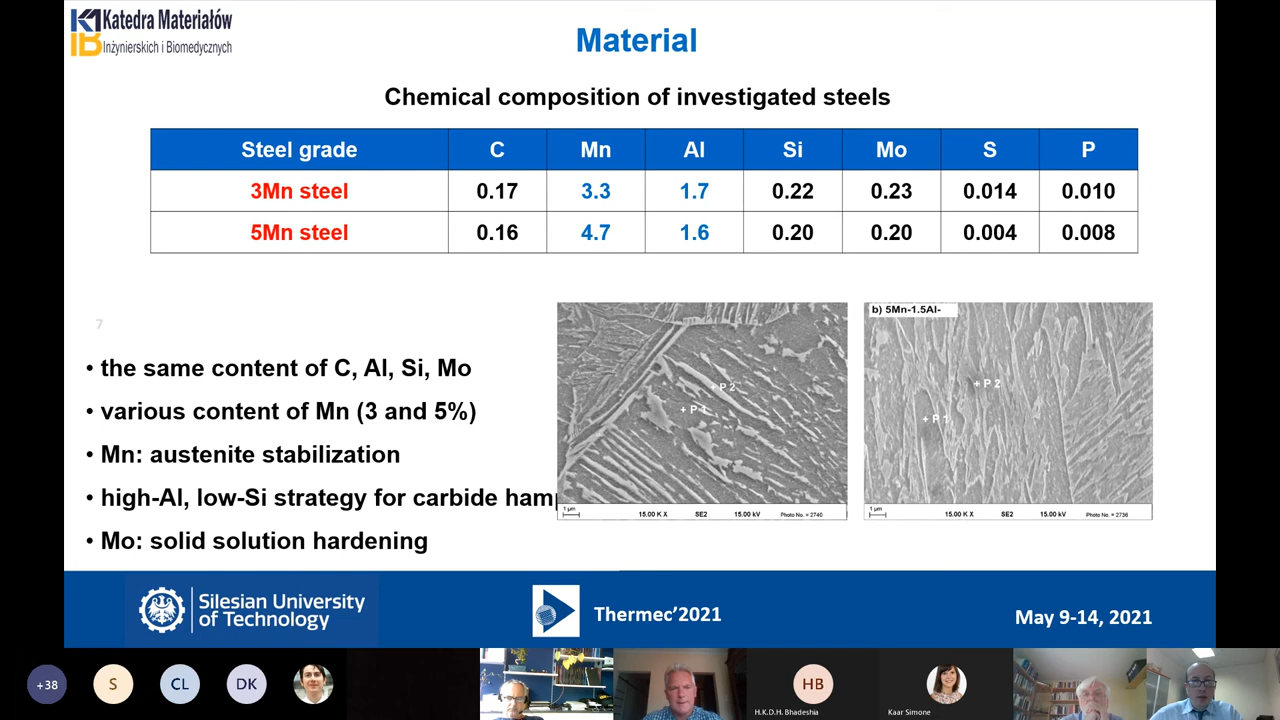 Katedra Materiałów
Inżynierskich i Biomedycznych
Material
Chemical composition of investigated steels
Steel grade C Mn Al Si Mo S P
3Mn steel 0.17 3.3 1.7 0.22 0.23 0.014 0.010
5Mn steel 0.16 4.7 1.6 0.20 0.20 0.004 0.008
7
• the same content of C, Al, Si, Mo
• various content of Mn (3 and 5%)
• Mn: austenite stabilization
• high-Al, low-Si strategy for carbide hamp
• Mo: solid solution hardening
+ P 2
+ P 1
1 µm 15.00 K X SE2 15.00 kV Photo No. = 2740
b) 5Mn-1.5Al-
+ P 2
+ P 1
1 µm 15.00 K X SE2 15.00 kV Photo No. = 2736
Silesian University
of Technology
Thermec'2021
May 9-14, 2021
+38
S
CL
DK
HB
H.K.D.H. Bhadeshia
Kaar Simone